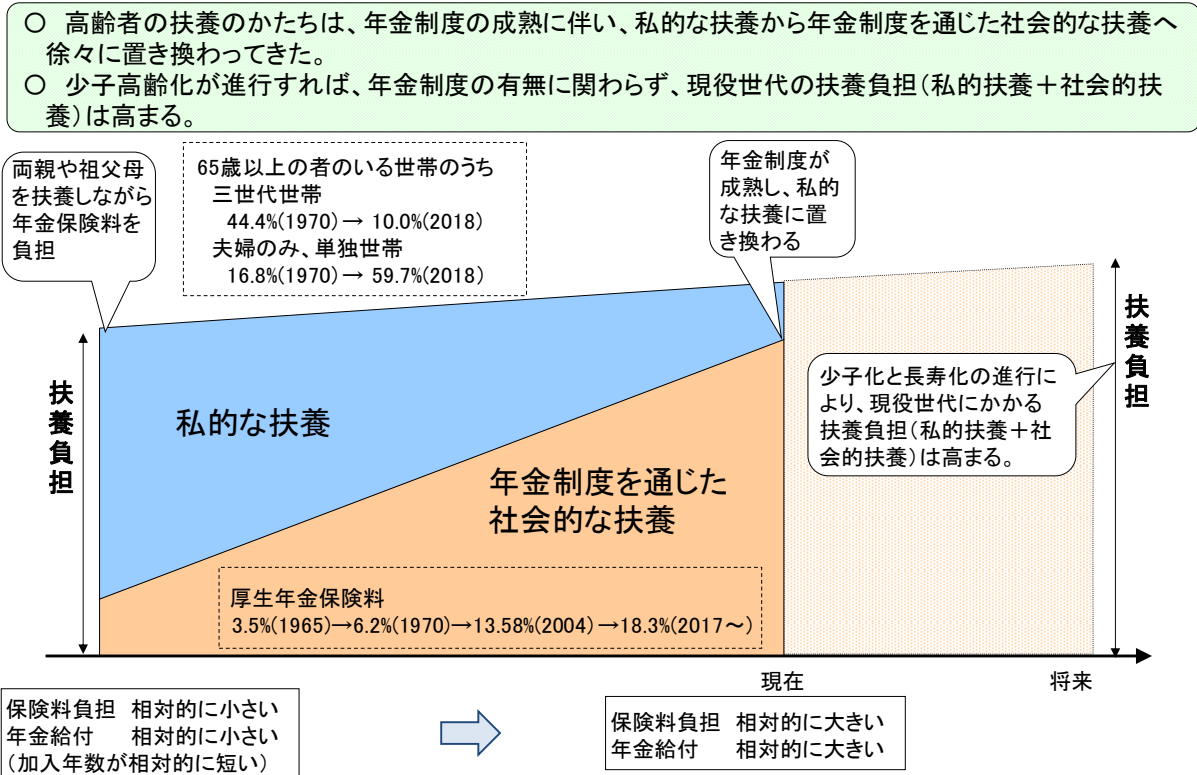 ○ 高齢者の扶養のかたちは、年金制度の成熟に伴い、私的な扶養から年金制度を通じた社会的な扶養へ
徐々に置き換わってきた。
○ 少子高齢化が進行すれば、年金制度の有無に関わらず、現役世代の扶養負担(私的扶養+社会的扶
養)は高まる。
両親や祖父母
を扶養しながら
年金保険料を
負担
65歳以上の者のいる世帯のうち
三世代世帯
44.4%(1970)→ 10.0%(2018)
夫婦のみ、単独世帯
16.8%(1970)→ 59.7%(2018)
年金制度が
成熟し、私的
な扶養に置
き換わる
扶養負担
私的な扶養
年金制度を通じた
社会的な扶養
少子化と長寿化の進行に
より、現役世代にかかる
扶養負担(私的扶養+社
会的扶養)は高まる。
扶養負担
厚生年金保険料
3.5%(1965)→6.2%(1970)→13.58%(2004)→18.3%(2017~)
現在
将来
保険料負担 相対的に小さい
年金給付 相対的に小さい
(加入年数が相対的に短い)
保険料負担 相対的に大きい
年金給付 相対的に大きい